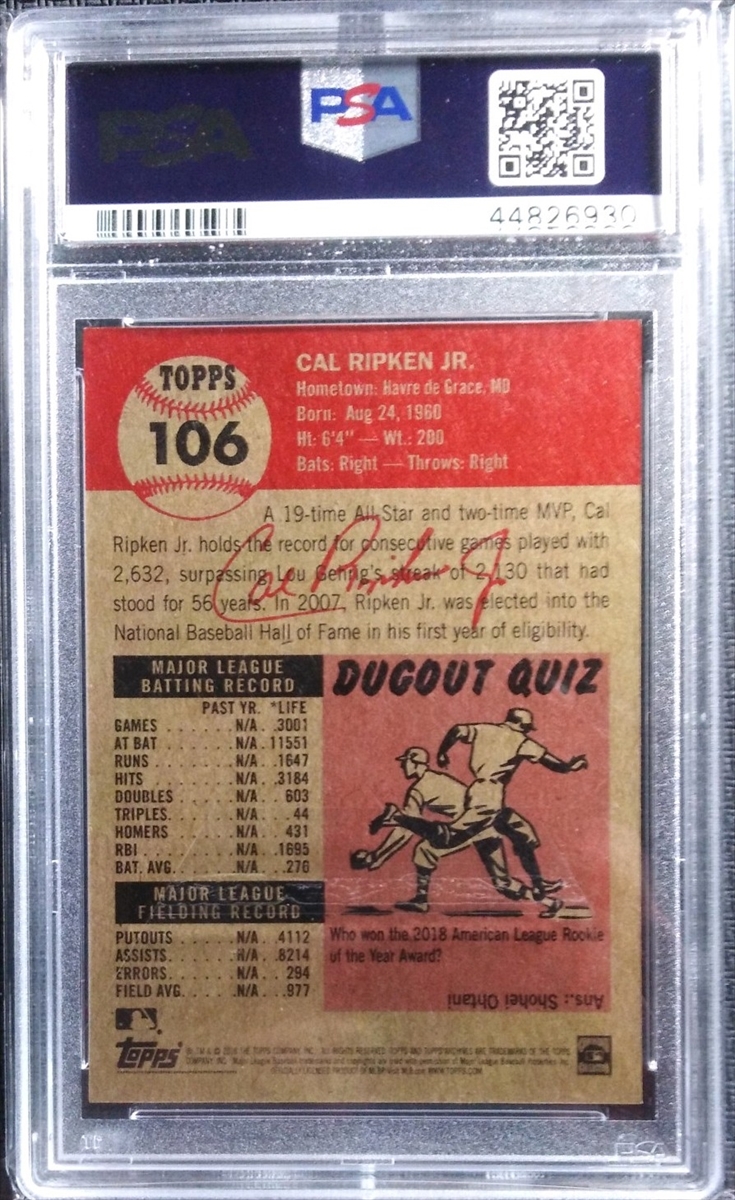 PSA
PSA
44826930
TOPPS
106
CAL RIPKEN JR.
Hometown: Havre de Grace, MD
Born: Aug 24, 1960
Ht: 6'4" — Wt.: 200
Bats: Right — Throws: Right
A 19-time All-Star and two-time MVP, Cal
Ripken Jr. holds the record for consecutive games played with
2,632, surpassing Lou Gehrig's streak of 2,130 that had
stood for 56 years. In 2007, Ripken Jr. was elected into the
National Baseball Hall of Fame in his first year of eligibility.
Cal Ripken Jr
MAJOR LEAGUE
BATTING RECORD
PAST YR. *LIFE
GAMES . . . . . . . N/A . .3001
AT BAT . . . . . . . N/A . 11551
RUNS . . . . . . . . N/A . .1647
HITS . . . . . . . . N/A . .3184
DOUBLES . . . . . . N/A . . 603
TRIPLES. . . . . . . N/A . . . 44
HOMERS . . . . . . N/A . . 431
RBI . . . . . . . . . N/A . .1695
BAT. AVG. . . . . . N/A . . .276
MAJOR LEAGUE
FIELDING RECORD
PUTOUTS . . . . . . N/A . .4112
ASSISTS. . . . . . . N/A . .8214
ERRORS . . . . . . . N/A . . 294
FIELD AVG. . . . . .N/A . . .977
DUGOUT QUIZ
Who won the 2018 American League Rookie
of the Year Award?
Ans.: Shohei Ohtani
TOPPS
PSA